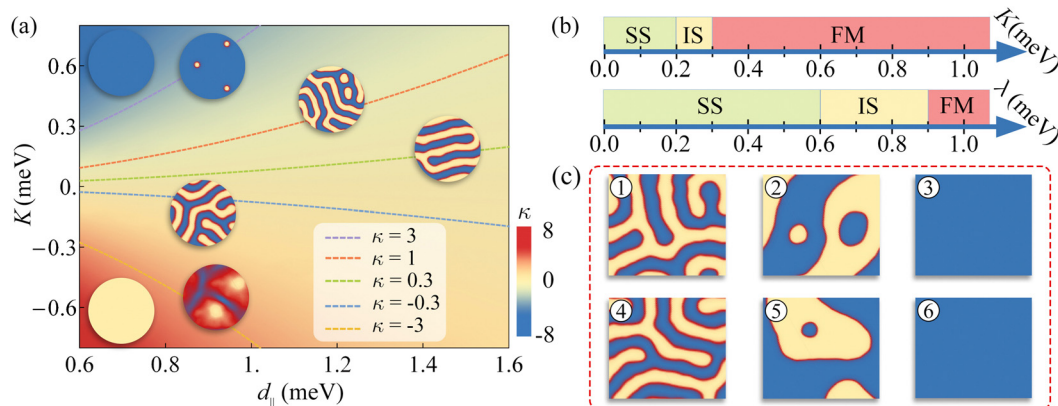 (a)
K (meV)
0.6
0.3
0.
−0.3
−0.6
0.6
0.8
1.0
1.2
1.4
1.6
d∥ (meV)
κ = 3
κ = 1
κ = 0.3
κ = -0.3
κ = -3
κ
8
0
-8
(b)
SS IS FM K(meV)
0.0 0.2 0.4 0.6 0.8 1.0
SS IS FM λ (meV)
0.0 0.2 0.4 0.6 0.8 1.0
(c)
1 2 3
4 5 6